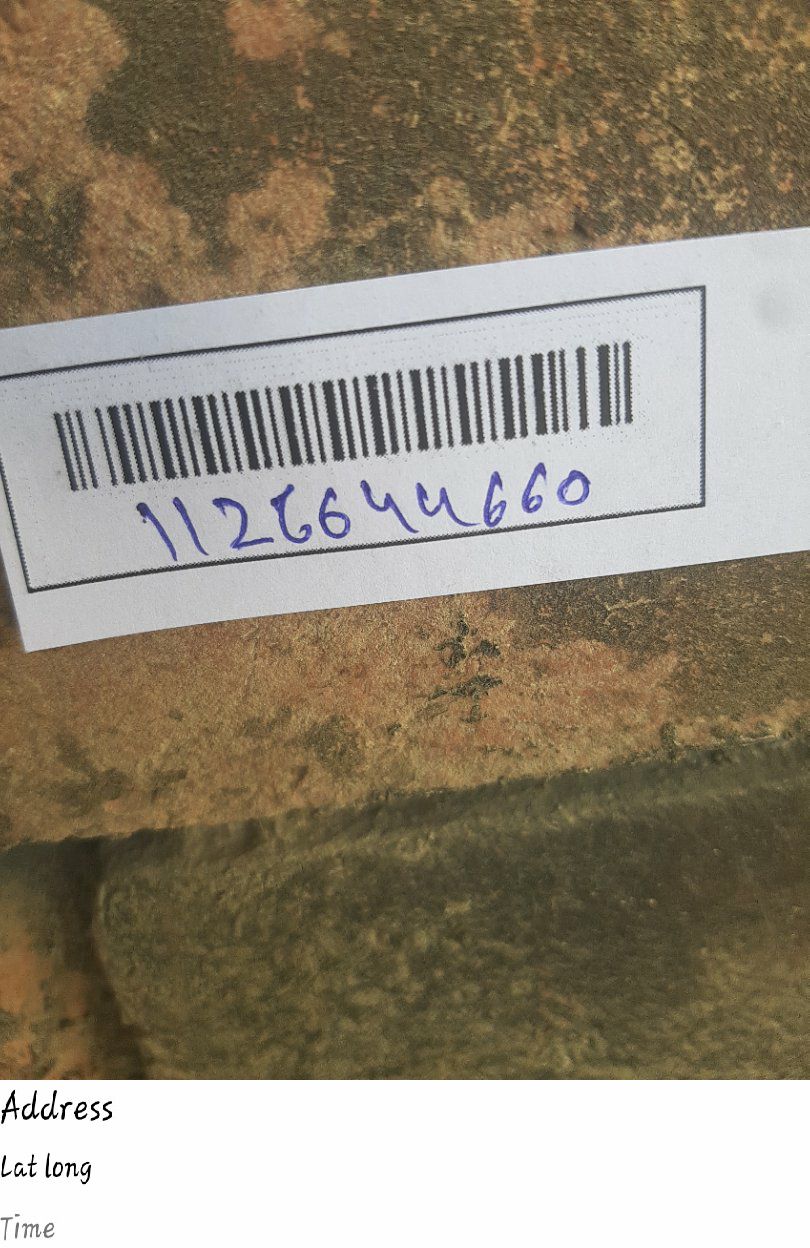 1126644660
Address
Lat long
Time